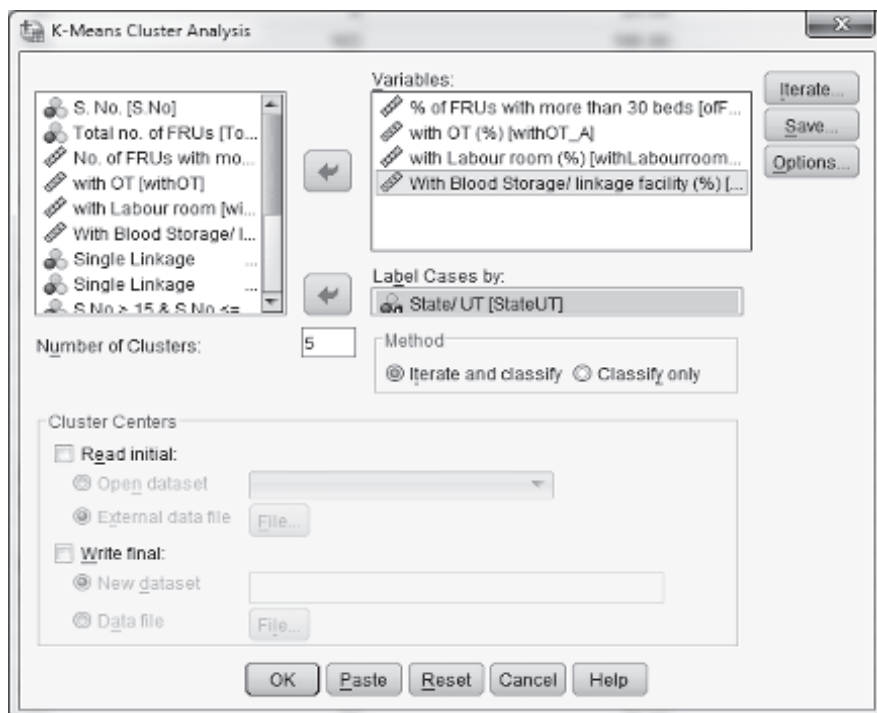 K-Means Cluster Analysis
Variables:
S. No. [S.No]
Total no. of FRUs [To...
No. of FRUs with mo...
with OT [withOT]
with Labour room [wi...
With Blood Storage/ l...
Single Linkage ...
Single Linkage ...
S.No > 15 & S.No <=
% of FRUs with more than 30 beds [ofF...
with OT (%) [withOT_A]
with Labour room (%) [withLabourroom...
With Blood Storage/ linkage facility (%) [...
Iterate...
Save...
Options...
Label Cases by:
State/ UT [StateUT]
Number of Clusters: 5
Method
Iterate and classify Classify only
Cluster Centers
Read initial:
Open dataset
External data file File...
Write final:
New dataset
Data file File...
OK Paste Reset Cancel Help